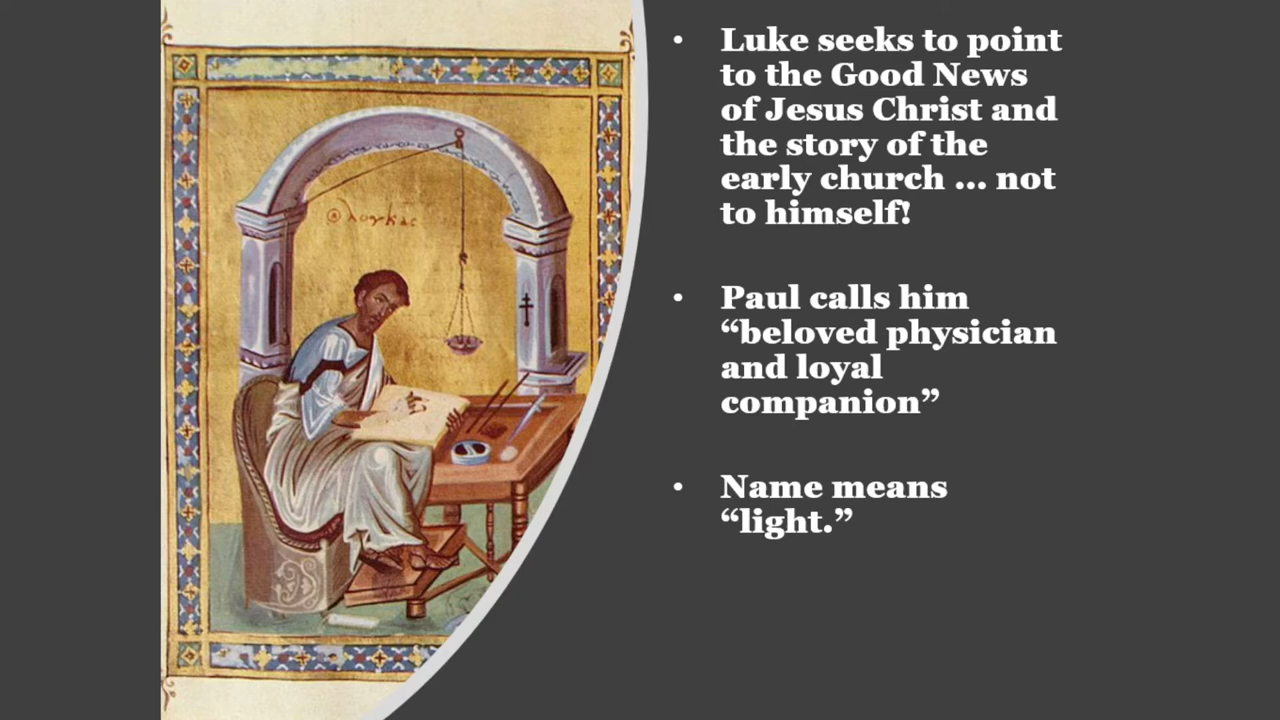 ὁ λουκάς
• Luke seeks to point
to the Good News
of Jesus Christ and
the story of the
early church ... not
to himself!
• Paul calls him
“beloved physician
and loyal
companion”
• Name means
“light.”